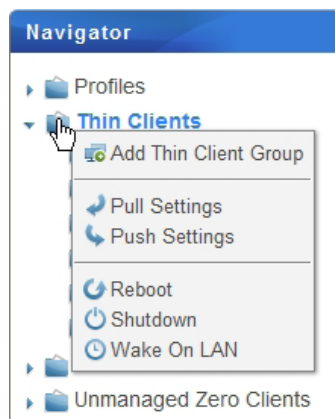 Navigator
Profiles
Thin Clients
Add Thin Client Group
Pull Settings
Push Settings
Reboot
Shutdown
Wake On LAN
Unmanaged Zero Clients